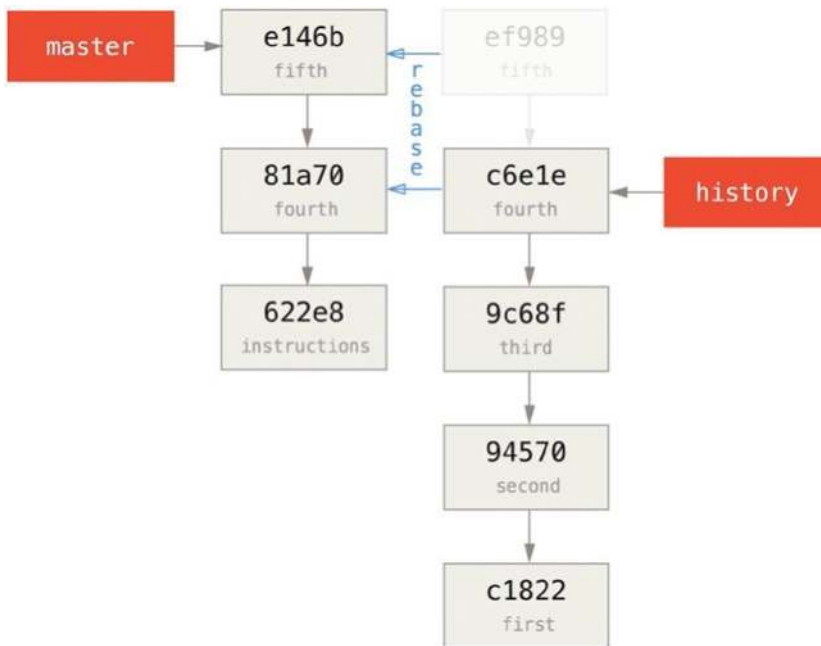 master
e146b
fifth
ef989
fifth
rebase
81a70
fourth
c6e1e
fourth
history
622e8
instructions
9c68f
third
94570
second
c1822
first